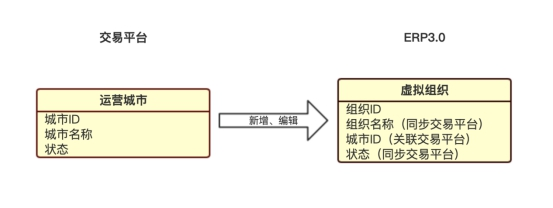 交易平台
ERP3.0
运营城市
城市ID
城市名称
状态
新增、编辑
虚拟组织
组织ID
组织名称（同步交易平台）
城市ID（关联交易平台）
状态（同步交易平台）